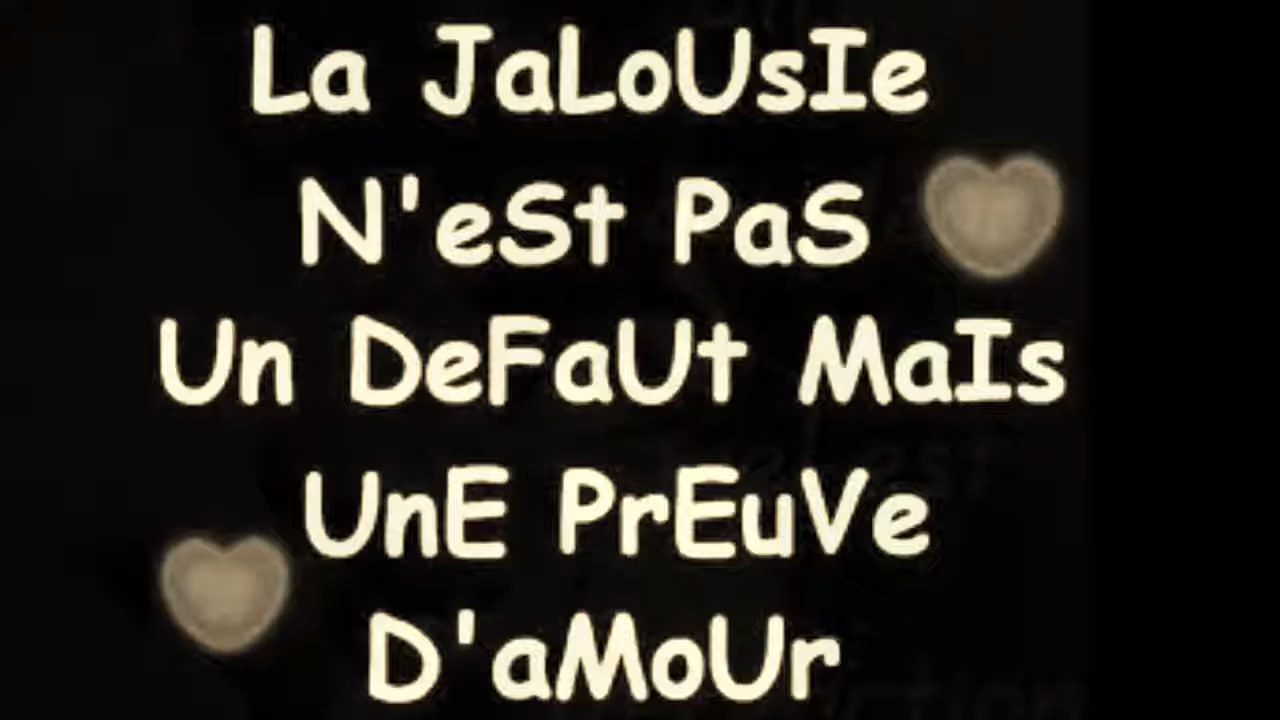 La JaLoUsIe
N'eSt PaS
Un DeFaUt MaIs
UnE PrEuVe
D'aMoUr